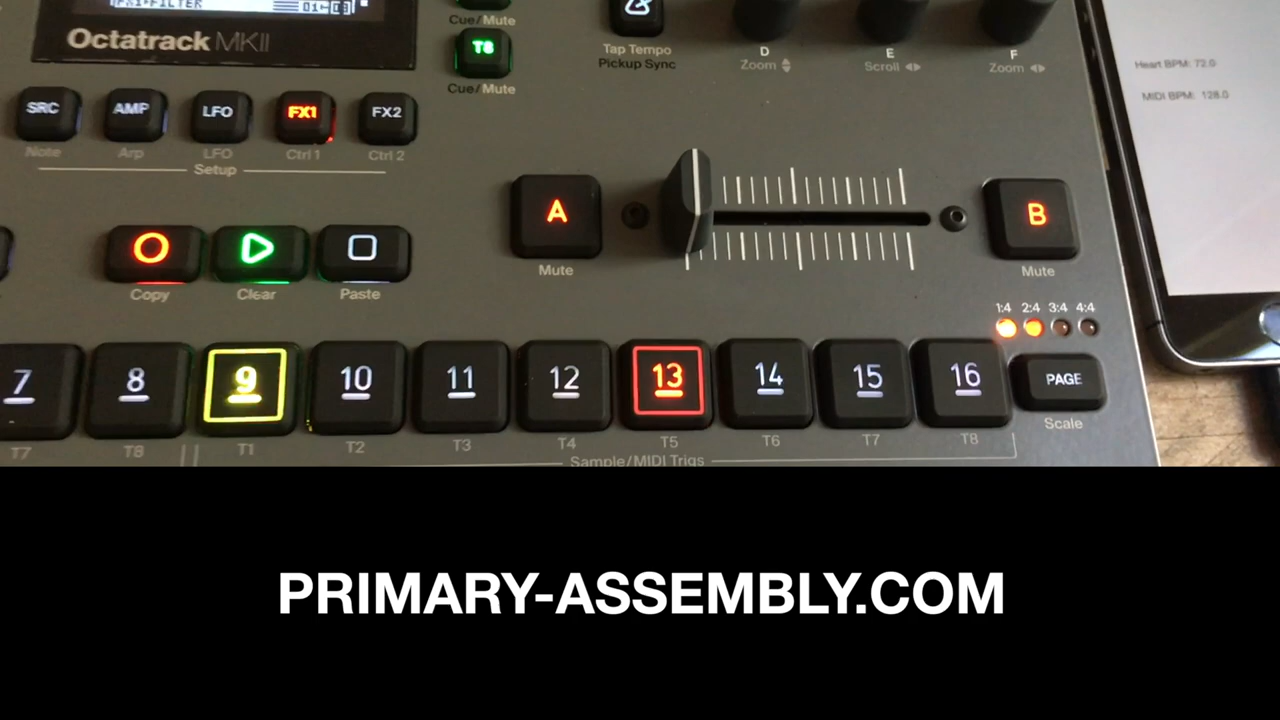 FX1>FILTER
Octatrack MKII
Cue/Mute
T8
Cue/Mute
Tap Tempo
Pickup Sync
D
Zoom
E
Scroll
F
Zoom
Heart BPM: 72.0
MIDI BPM: 128.0
SRC AMP LFO FX1 FX2
Note Arp LFO Ctrl 1 Ctrl 2
Setup
A
Mute
B
Mute
Copy Clear Paste
1:4 2:4 3:4 4:4
7 8 9 10 11 12 13 14 15 16 PAGE
T7 T8 T1 T2 T3 T4 T5 T6 T7 T8 Scale
Sample/MIDI Trigs
PRIMARY-ASSEMBLY.COM